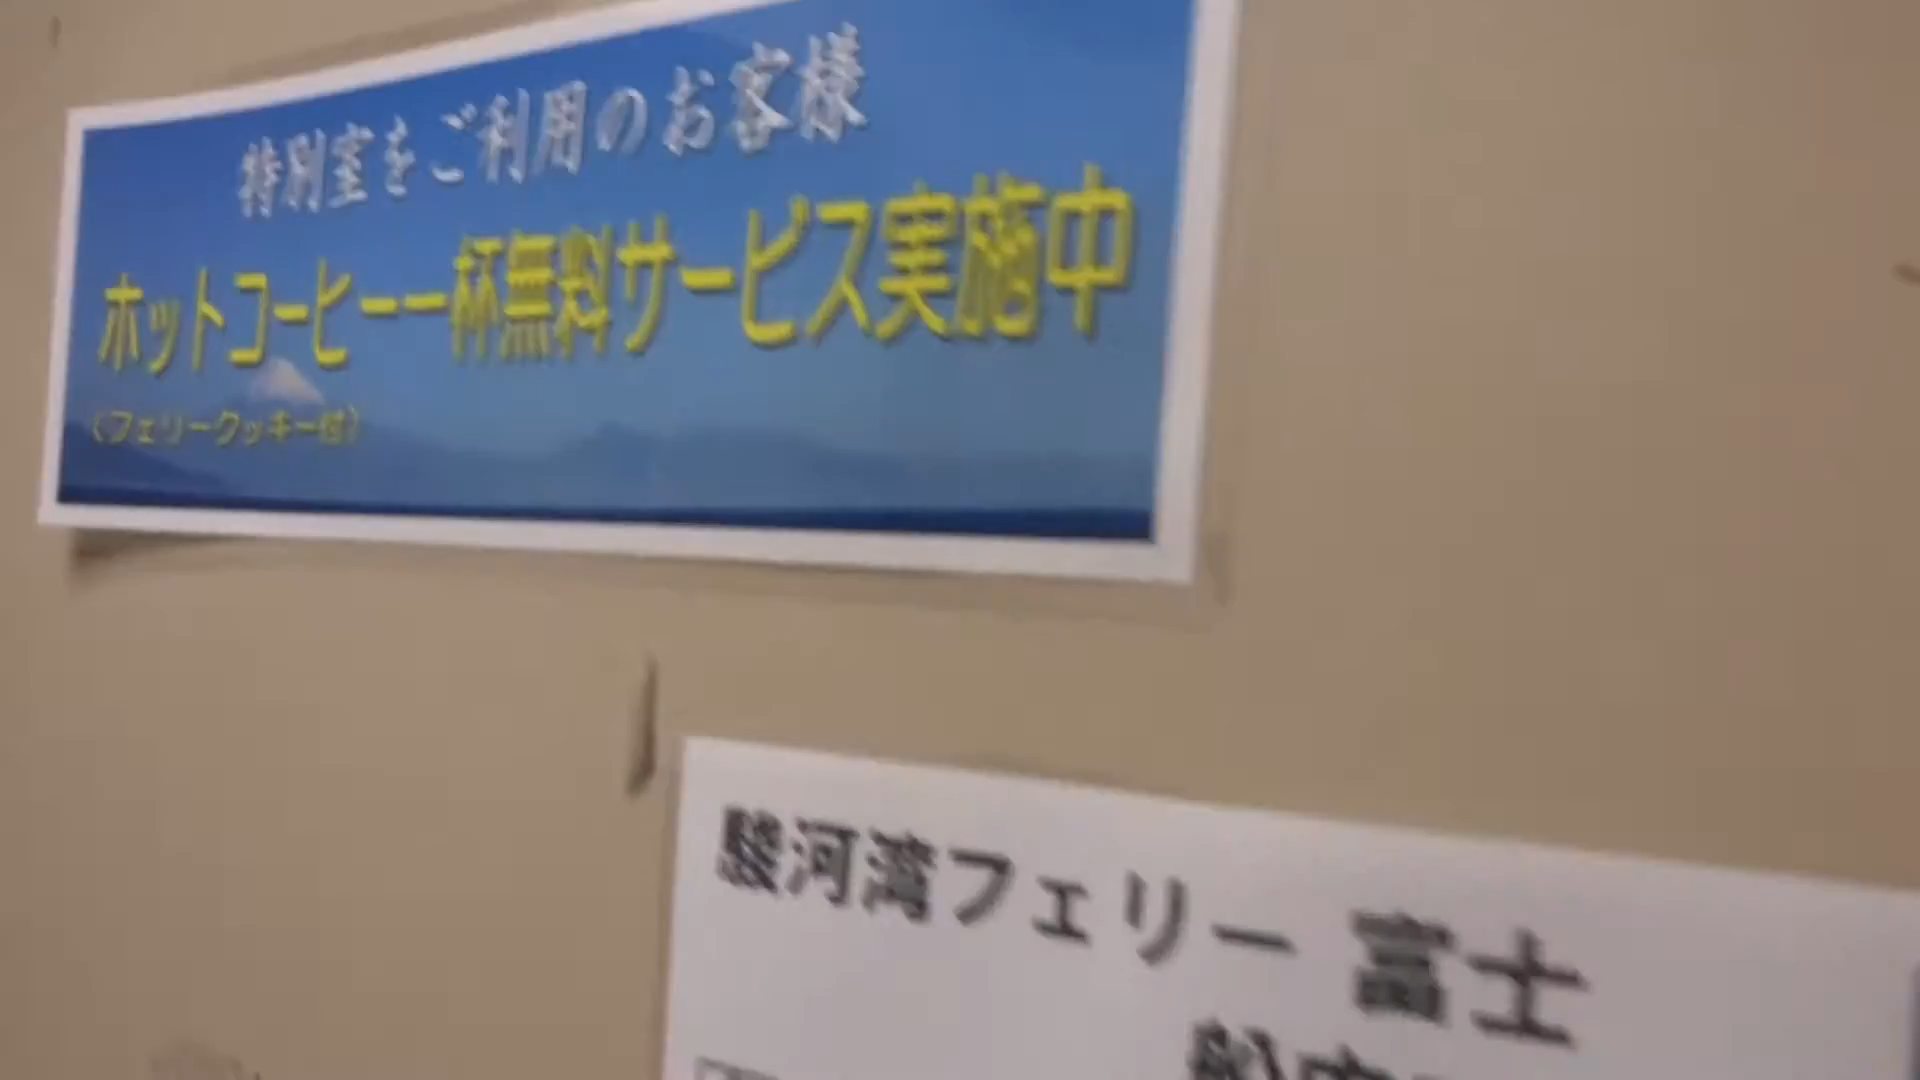 特別室をご利用のお客様
ホットコーヒー一杯無料サービス実施中
（フェリークッキー付）
駿河湾フェリー 富士